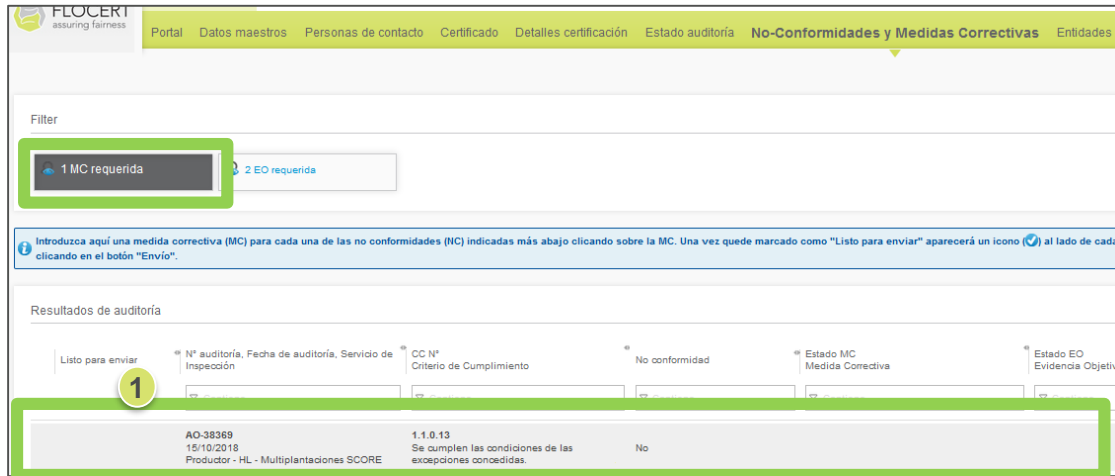 FLOCERT
assuring fairness
Portal Datos maestros Personas de contacto Certificado Detalles certificación Estado auditoría No-Conformidades y Medidas Correctivas Entidades
Filter
1 MC requerida
2 EO requerida
Introduzca aquí una medida correctiva (MC) para cada una de las no conformidades (NC) indicadas más abajo clicando sobre la MC. Una vez quede marcado como "Listo para enviar" aparecerá un icono ( ) al lado de cada
clicando en el botón "Envío".
Resultados de auditoría
Listo para enviar
Nº auditoría, Fecha de auditoría, Servicio de
Inspección
CC Nº
Criterio de Cumplimiento
No conformidad
Estado MC
Medida Correctiva
Estado EO
Evidencia Objetiv
1
AO-38369
15/10/2018
Productor - HL - Multiplantaciones SCORE
1.1.0.13
Se cumplen las condiciones de las
excepciones concedidas.
No